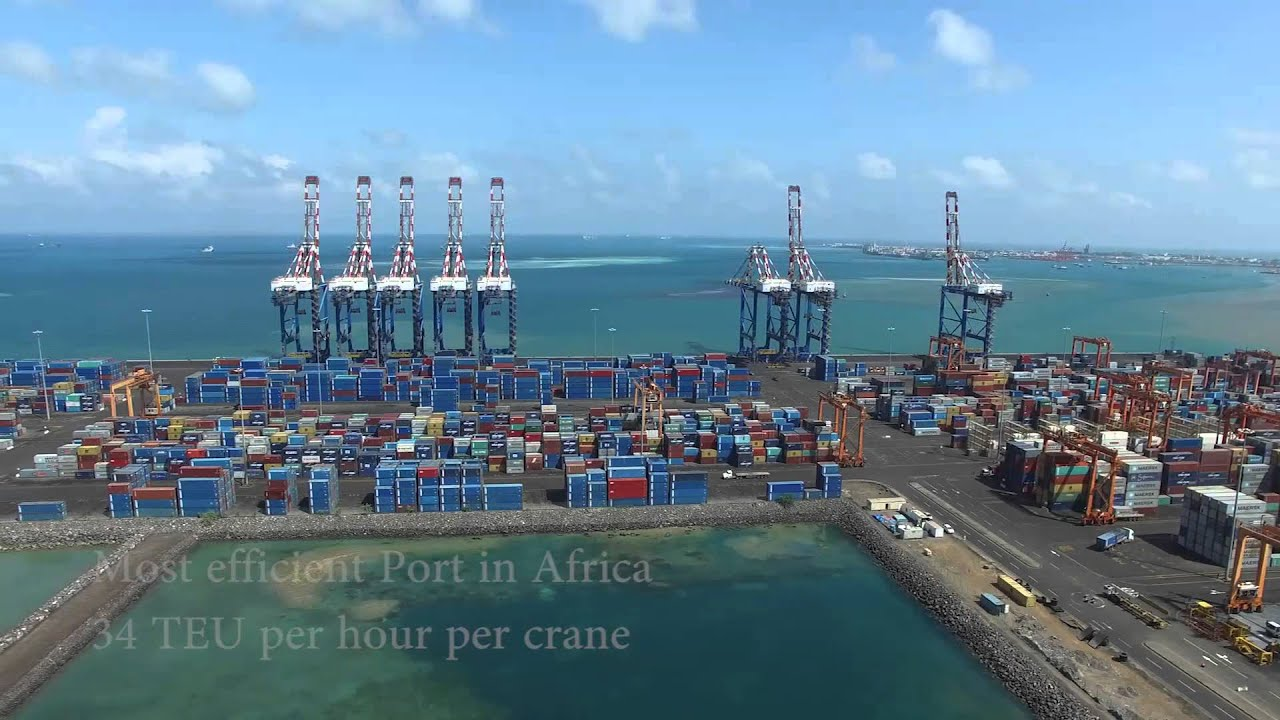 Most efficient Port in Africa
34 TEU per hour per crane